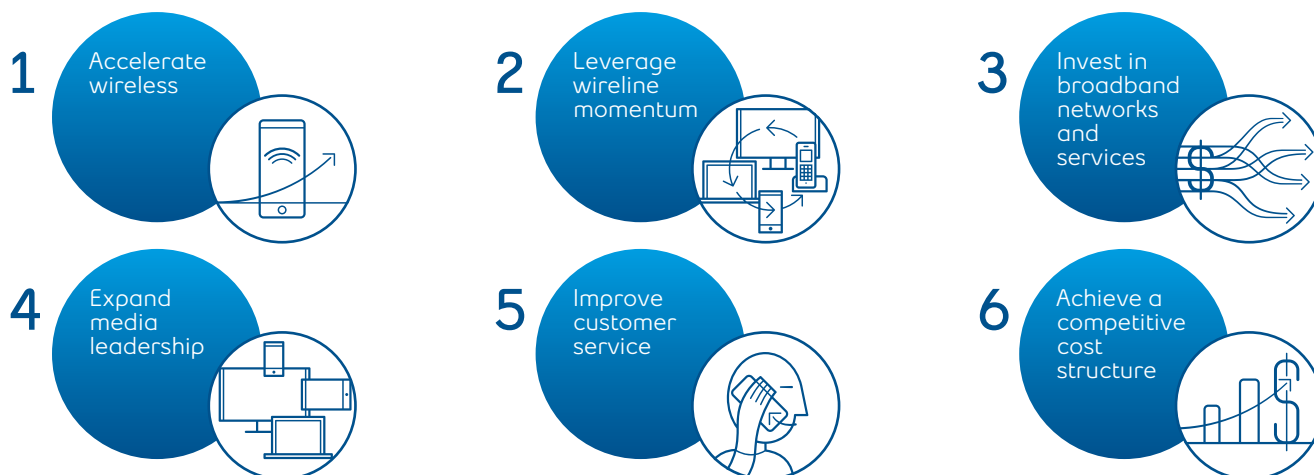 1
Accelerate
wireless
2
Leverage
wireline
momentum
3
Invest in
broadband
networks
and
services
$
4
Expand
media
leadership
5
Improve
customer
service
6
Achieve a
competitive
cost
structure
$